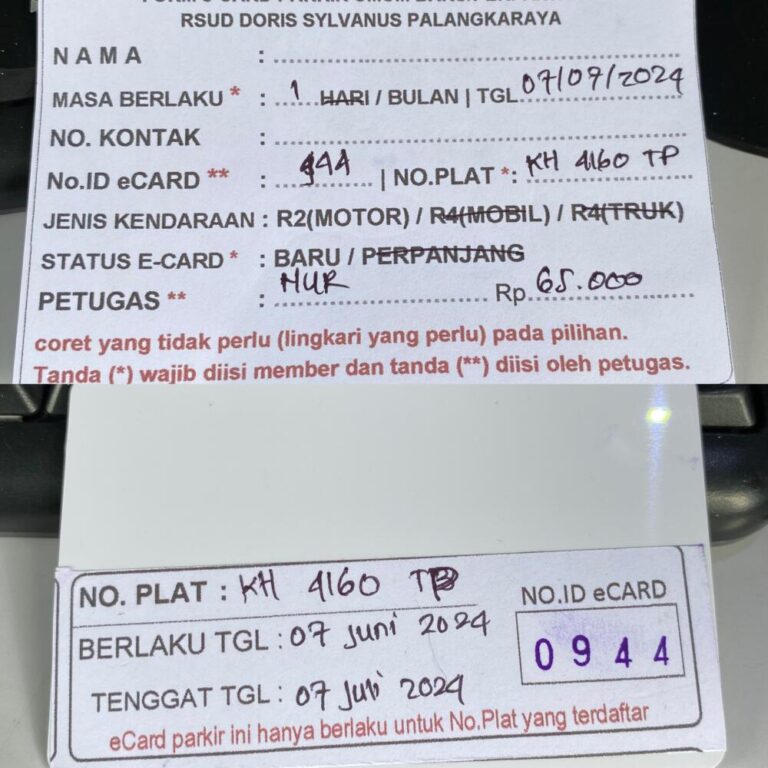 RSUD DORIS SYLVANUS PALANGKARAYA
NAMA :
MASA BERLAKU * : 1 HARI / BULAN | TGL 07/07/2024
NO. KONTAK :
No.ID eCARD ** : 944 | NO.PLAT *: KH 4160 TP
JENIS KENDARAAN : R2(MOTOR) / R4(MOBIL) / R4(TRUK)
STATUS E-CARD * : BARU / PERPANJANG
PETUGAS ** : NUR Rp 65.000
coret yang tidak perlu (lingkari yang perlu) pada pilihan.
Tanda (*) wajib diisi member dan tanda (**) diisi oleh petugas.
NO. PLAT : KH 4160
BERLAKU TGL : 07 Juni 2024
TENGGAT TGL : 07 Juli 2024
NO.ID eCARD
0944
eCard parkir ini hanya berlaku untuk No.Plat yang terdaftar